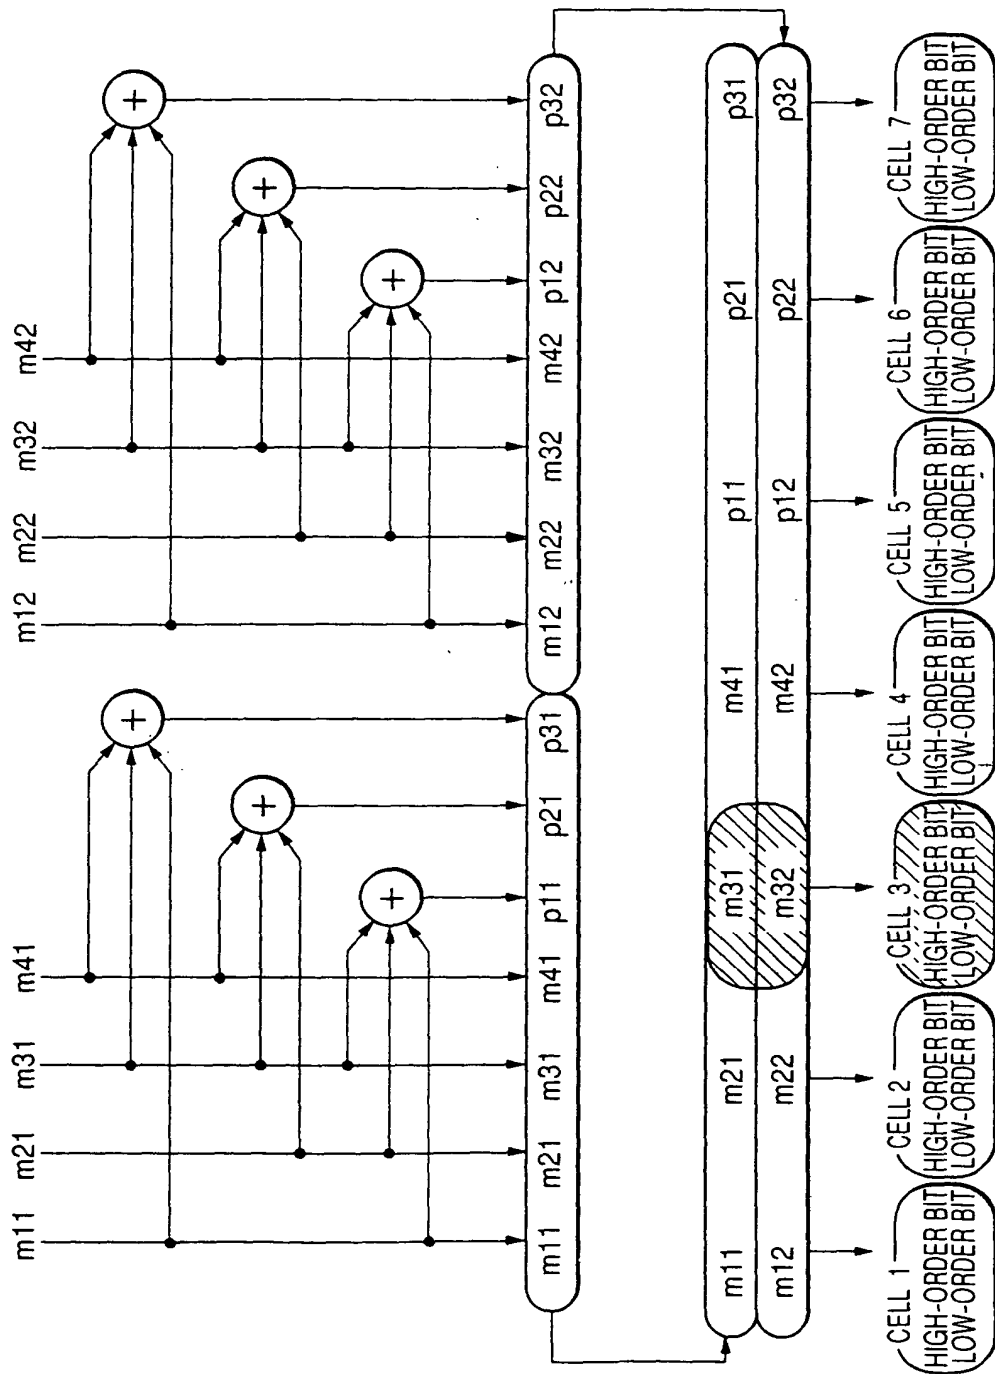 m11 m21 m31 m41 m12 m22 m32 m42
+ +
+ +
+ +
m11 m21 m31 m41 p11 p21 p31 m12 m22 m32 m42 p12 p22 p32
m11 m21 m31 m41 p11 p21 p31
m12 m22 m32 m42 p12 p22 p32
CELL 1
HIGH-ORDER BIT
LOW-ORDER BIT
CELL 2
HIGH-ORDER BIT
LOW-ORDER BIT
CELL 3
HIGH-ORDER BIT
LOW-ORDER BIT
CELL 4
HIGH-ORDER BIT
LOW-ORDER BIT
CELL 5
HIGH-ORDER BIT
LOW-ORDER BIT
CELL 6
HIGH-ORDER BIT
LOW-ORDER BIT
CELL 7
HIGH-ORDER BIT
LOW-ORDER BIT